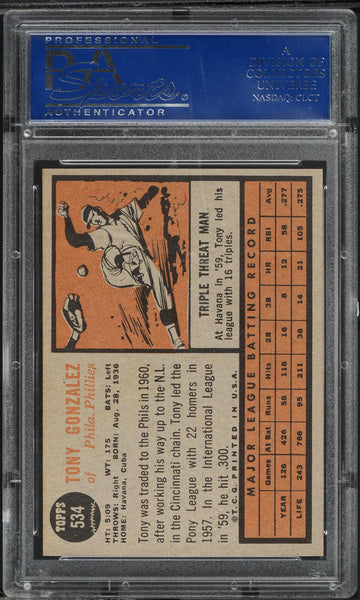 PROFESSIONAL
PSA
Sports
®
AUTHENTICATOR
A
DIVISION OF
COLLECTORS
UNIVERSE
NASDAQ: CLCT
TOPPS
534
TONY GONZALEZ
of Phila. Phillies
HT: 5:09 WT: 175 BATS: Left
THROWS: Right BORN: Aug. 28, 1936
HOME: Havana, Cuba
Tony was traded to the Phils in 1960,
after working his way up to the N.L.
in the Cincinnati chain. Tony led the
Pony League with 22 homers in
1957. In the International League
in '59, he hit .300.
©T.C.G. PRINTED IN U.S.A.
TRIPLE THREAT MAN
At Havana in '59, Tony led his
league with 16 triples.
MAJOR LEAGUE BATTING RECORD
Games At Bat Runs Hits 2B 3B HR RBI Avg
YEAR 126 426 58 118 16 8 12 58 .277
LIFE 243 766 95 211 38 14 21 105 .275